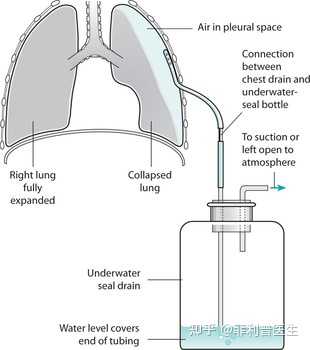 Air in pleural space
Connection
between
chest drain and
underwater-
seal bottle
To suction or
left open to
atmosphere
Right lung
fully
expanded
Collapsed
lung
Underwater
seal drain
Water level covers
end of tubing
知乎 @菲利普医生